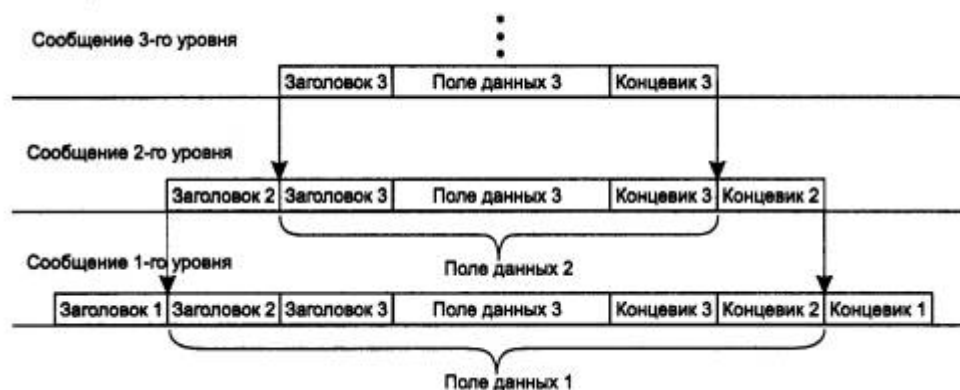 Сообщение 3-го уровня
Заголовок 3 Поле данных 3 Концевик 3
Сообщение 2-го уровня
Заголовок 2 Заголовок 3 Поле данных 3 Концевик 3 Концевик 2
Поле данных 2
Сообщение 1-го уровня
Заголовок 1 Заголовок 2 Заголовок 3 Поле данных 3 Концевик 3 Концевик 2 Концевик 1
Поле данных 1